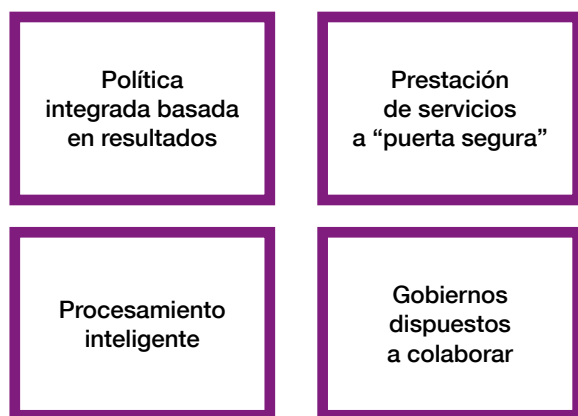 Política
integrada basada
en resultados
Prestación
de servicios
a “puerta segura”
Procesamiento
inteligente
Gobiernos
dispuestos
a colaborar